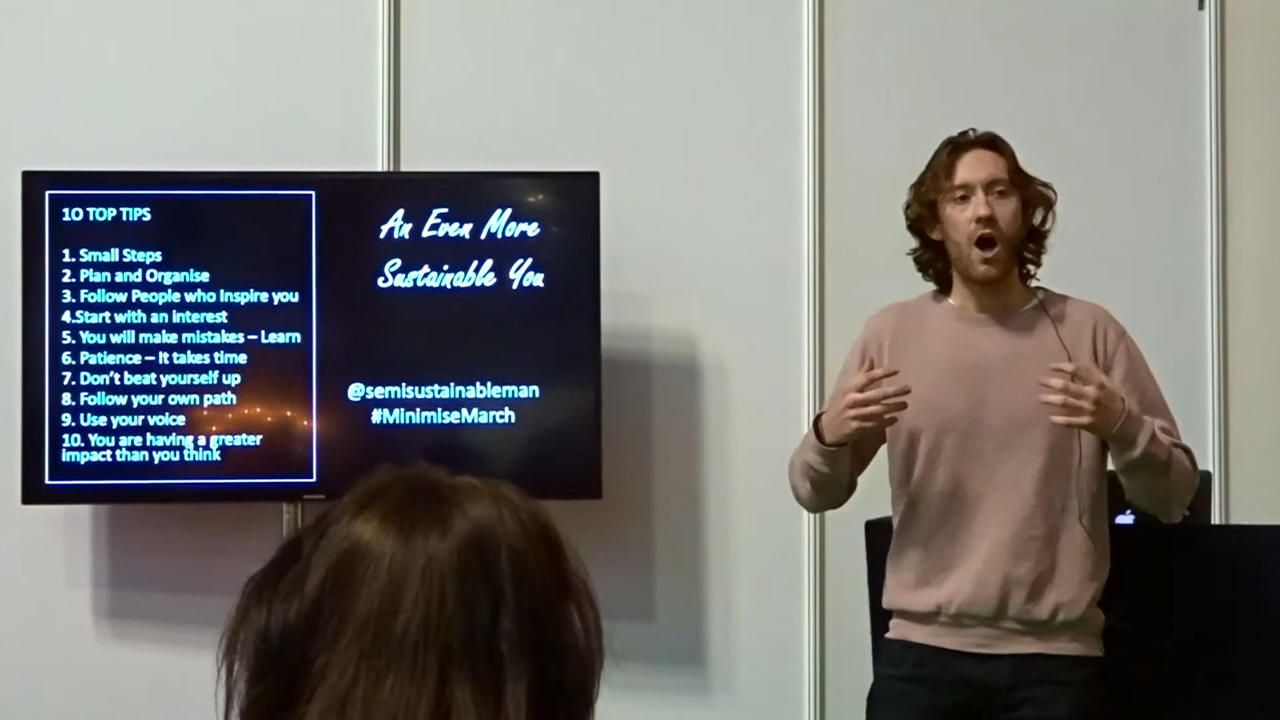 10 TOP TIPS
1. Small Steps
2. Plan and Organise
3. Follow People who Inspire you
4.Start with an interest
5. You will make mistakes – Learn
6. Patience – It takes time
7. Don't beat yourself up
8. Follow your own path
9. Use your voice
10. You are having a greater
impact than you think
An Even More
Sustainable You
@semisustainableman
#MinimiseMarch